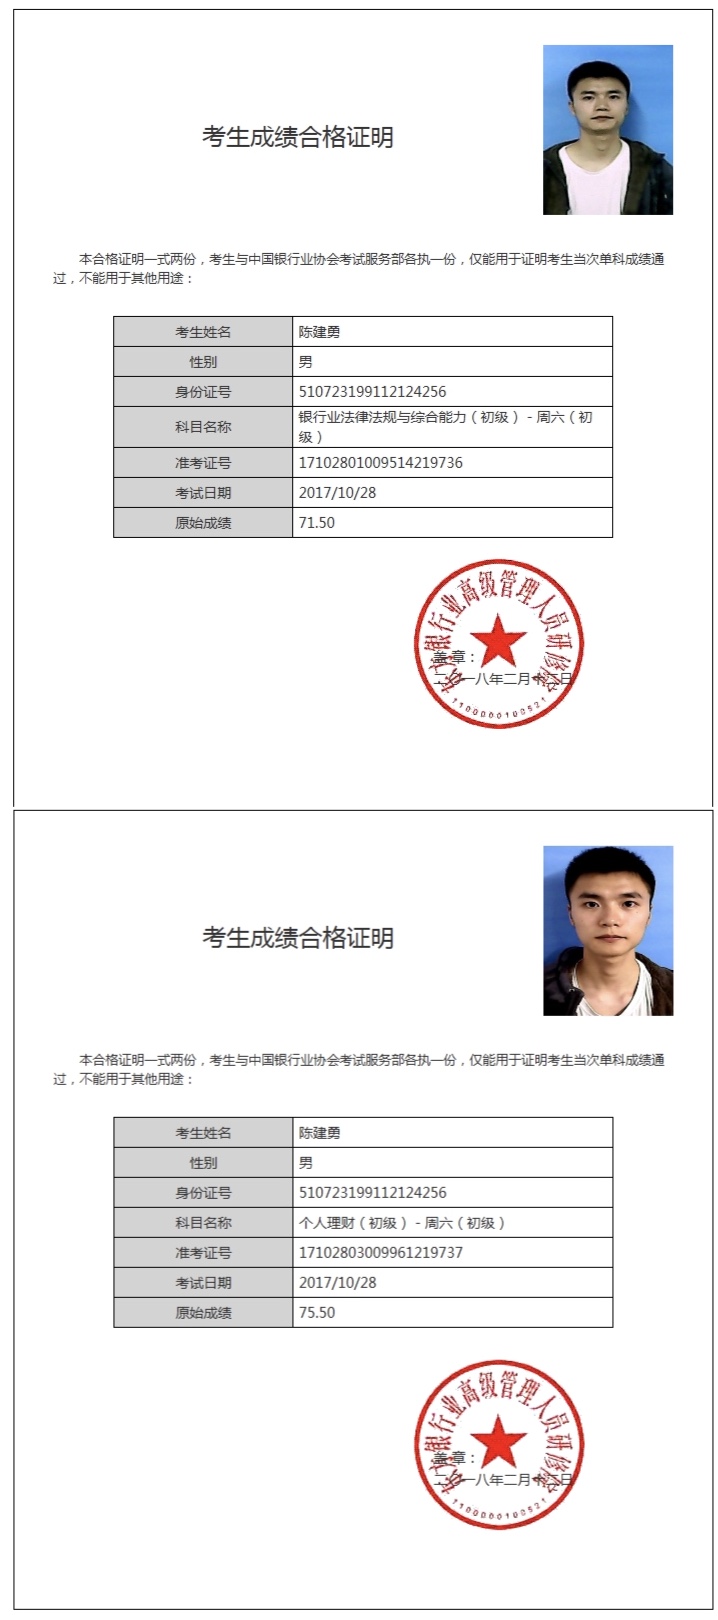 考生成绩合格证明
本合格证明一式两份，考生与中国银行业协会考试服务部各执一份，仅能用于证明考生当次单科成绩通
过，不能用于其他用途：
考生姓名 陈建勇
性别 男
身份证号 510723199112124256
科目名称 银行业法律法规与综合能力（初级）－周六（初
级）
准考证号 17102801009514219736
考试日期 2017/10/28
原始成绩 71.50
银行业高级管理人员研修院
盖 章：
一八年二月
日
1100000100521
考生成绩合格证明
本合格证明一式两份，考生与中国银行业协会考试服务部各执一份，仅能用于证明考生当次单科成绩通
过，不能用于其他用途：
考生姓名 陈建勇
性别 男
身份证号 510723199112124256
科目名称 个人理财（初级）－周六（初级）
准考证号 17102803009961219737
考试日期 2017/10/28
原始成绩 75.50
银行业高级管理人员研修院
盖 章：
一八年二月
日
1100000100521